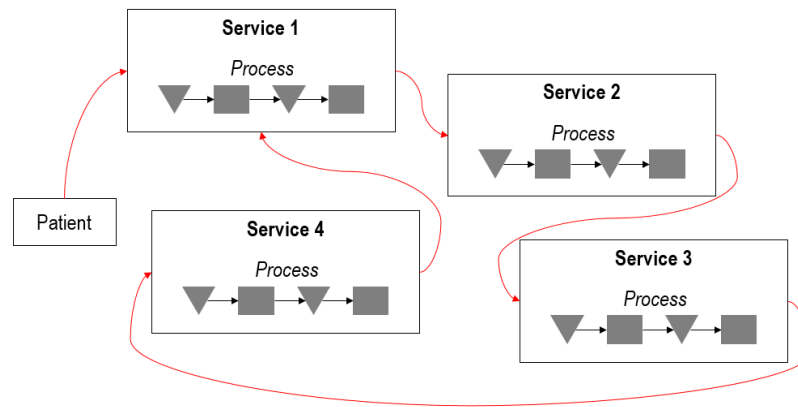 Service 1
Process
Service 2
Process
Patient
Service 4
Process
Service 3
Process